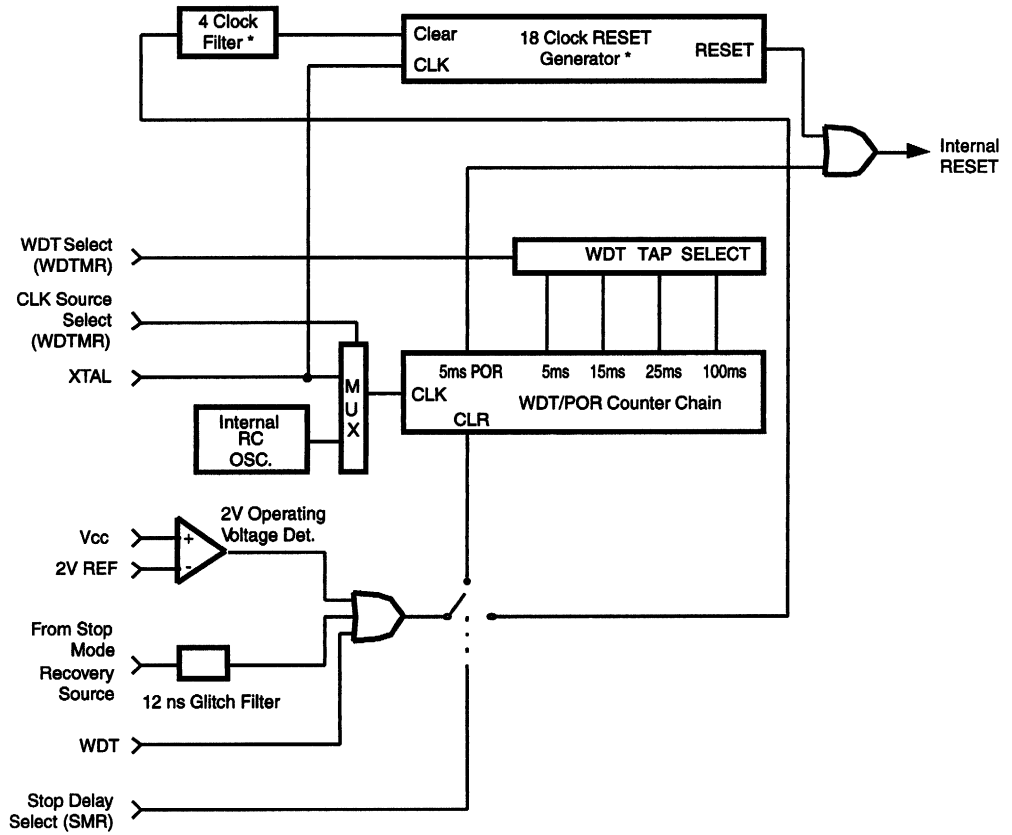 4 Clock
Filter *
Clear
CLK
18 Clock RESET
Generator *
RESET
Internal
RESET
WDT Select
(WDTMR)
WDT TAP SELECT
CLK Source
Select
(WDTMR)
XTAL
MUX
5ms POR
5ms
15ms
25ms
100ms
CLK
WDT/POR Counter Chain
CLR
Internal
RC
OSC.
2V Operating
Voltage Det.
Vcc
+
2V REF
-
From Stop
Mode
Recovery
Source
12 ns Glitch Filter
WDT
Stop Delay
Select (SMR)